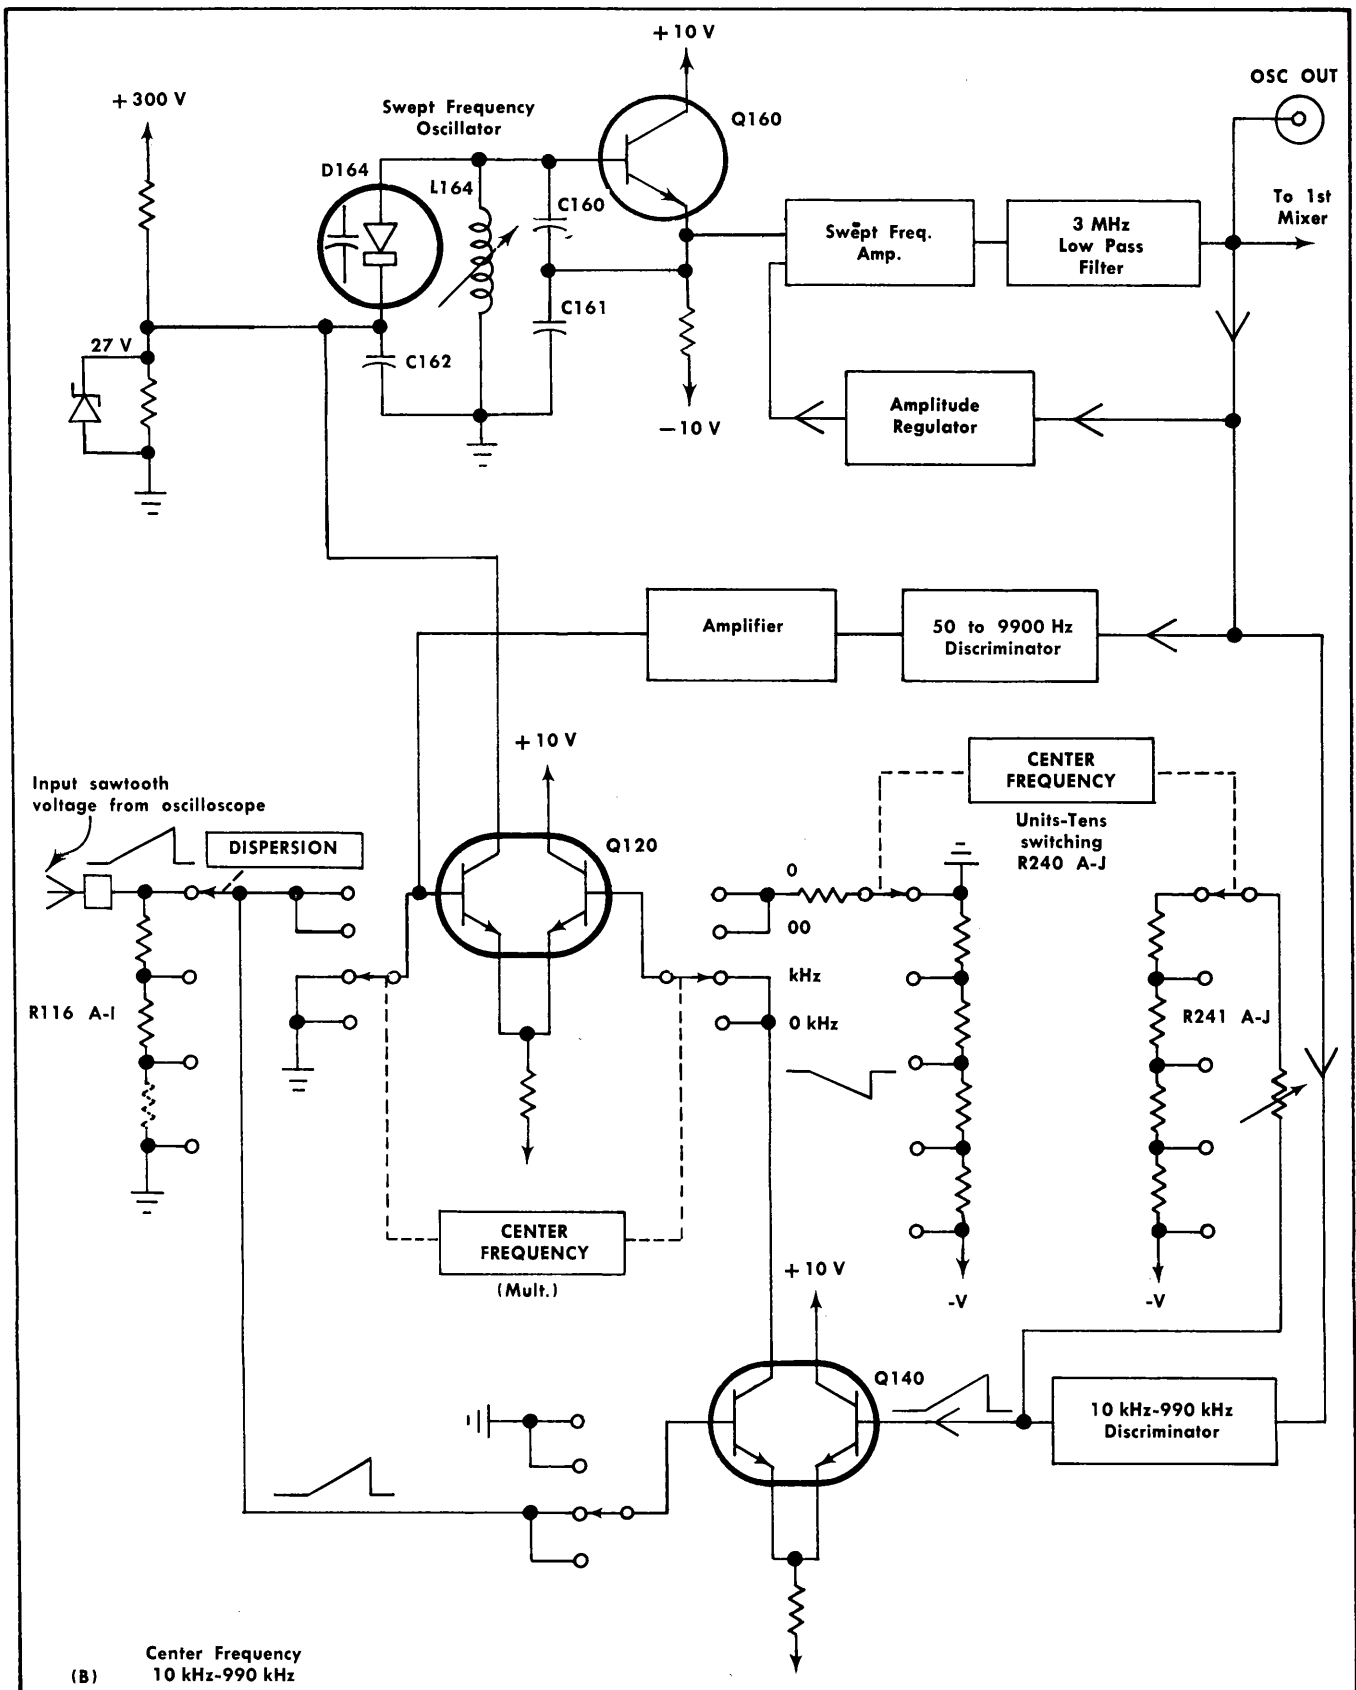 +10 V
OSC OUT
+300 V
Swept Frequency
Oscillator
Q160
D164
L164
C160
To 1st
Mixer
Swept Freq.
Amp.
3 MHz
Low Pass
Filter
C161
27 V
C162
Amplitude
Regulator
—10 V
Amplifier
50 to 9900 Hz
Discriminator
+10 V
CENTER
FREQUENCY
Input sawtooth
voltage from oscilloscope
Units-Tens
switching
R240 A-J
DISPERSION
Q120
0
00
kHz
R116 A-I
0 kHz
R241 A-J
CENTER
FREQUENCY
(Mult.)
+10 V
-V
-V
Q140
10 kHz-990 kHz
Discriminator
Center Frequency
(B) 10 kHz-990 kHz